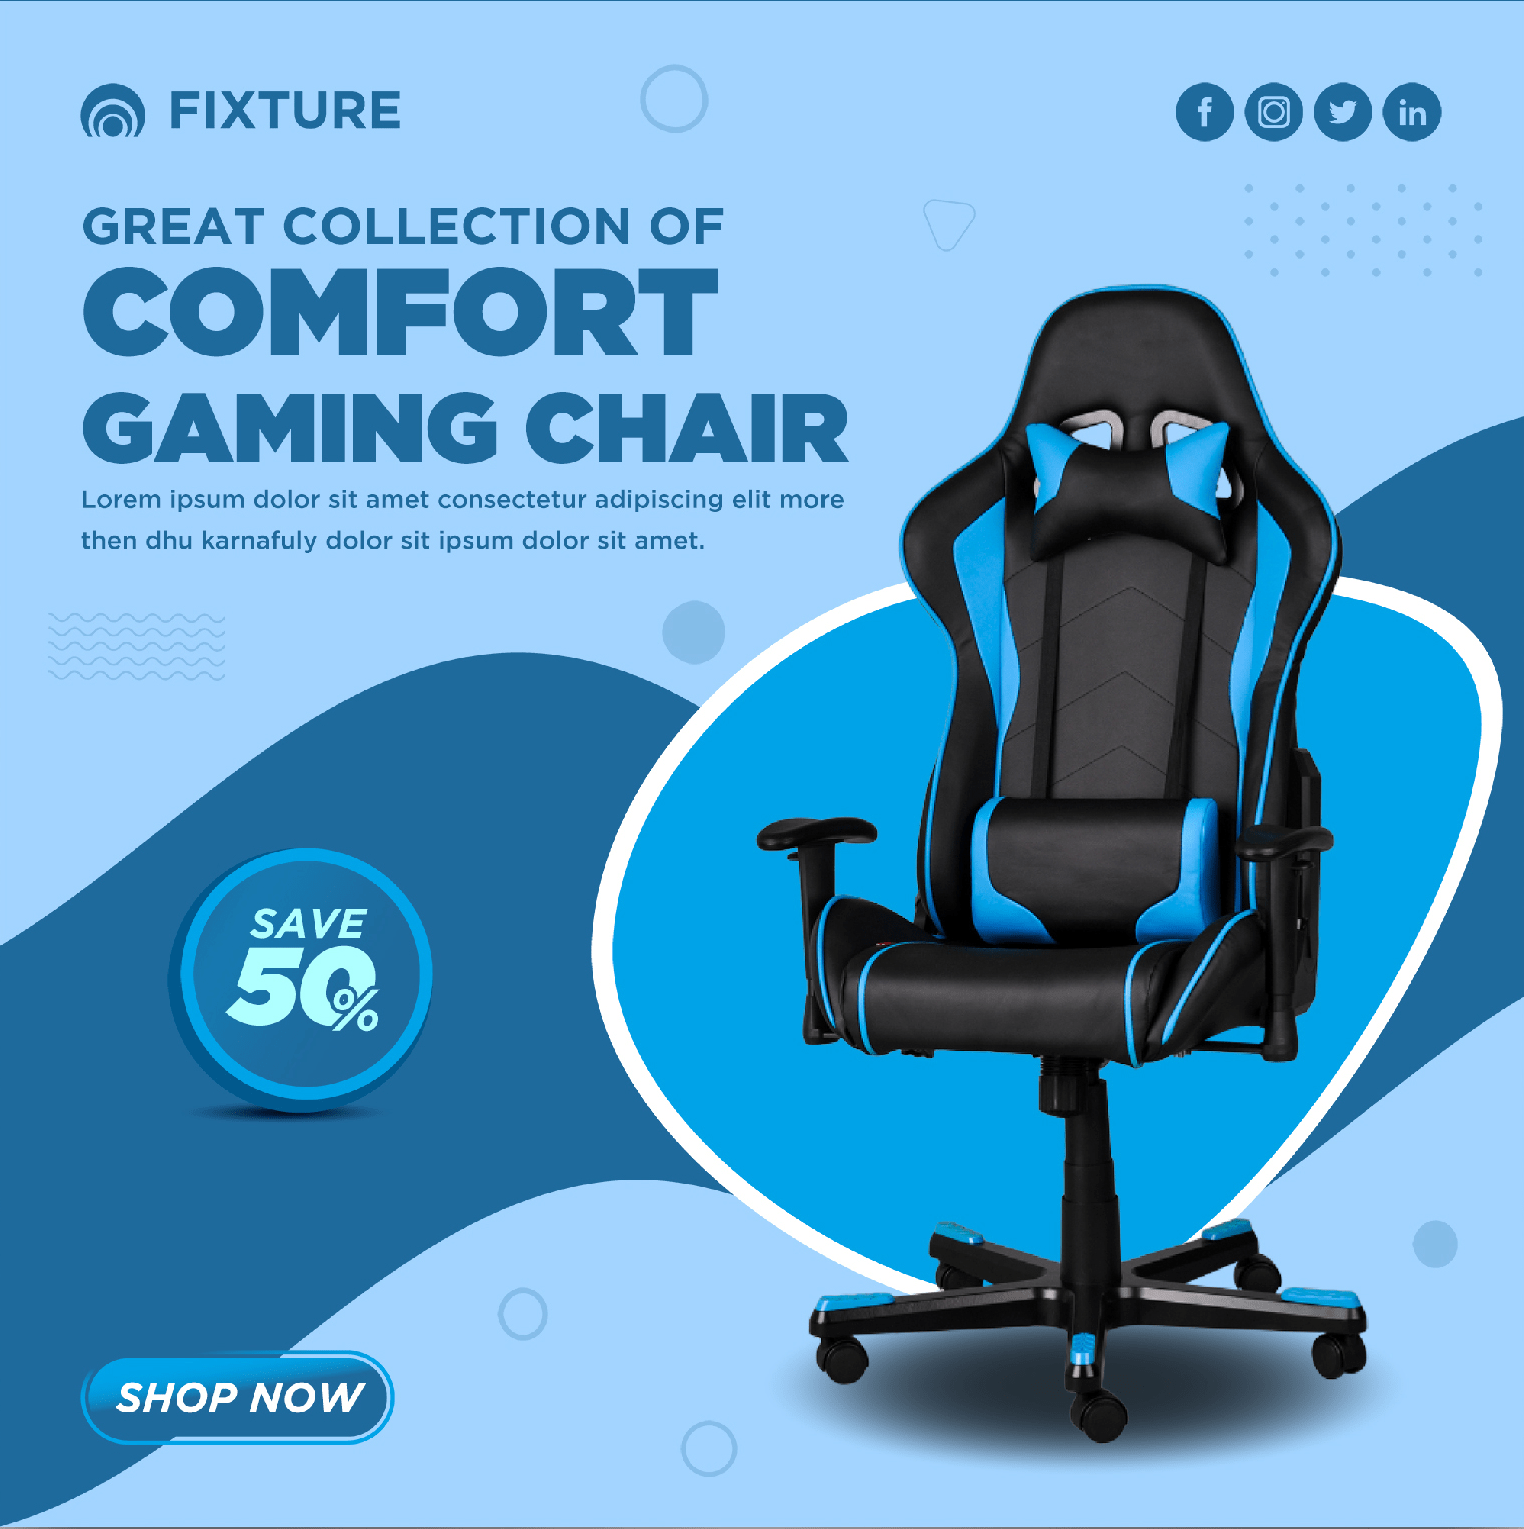 FIXTURE
GREAT COLLECTION OF
COMFORT
GAMING CHAIR
Lorem ipsum dolor sit amet consectetur adipiscing elit more
then dhu karnafuly dolor sit ipsum dolor sit amet.
SAVE
50%
SHOP NOW